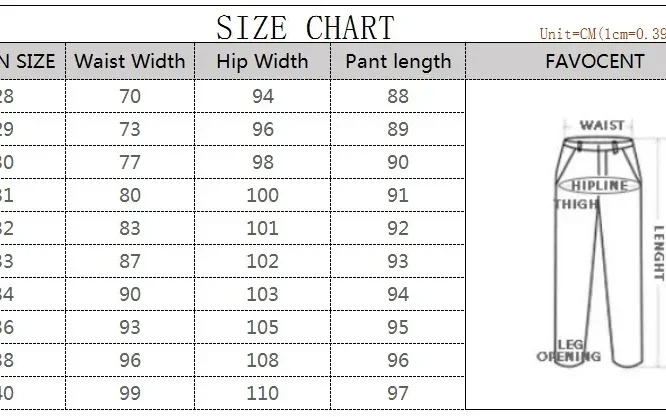 SIZE CHART
Unit=CM(1cm=0.39
N SIZE Waist Width Hip Width Pant length FAVOCENT
28 70 94 88
29 73 96 89
30 77 98 90
31 80 100 91
32 83 101 92
33 87 102 93
34 90 103 94
36 93 105 95
38 96 108 96
40 99 110 97
WAIST
HIPLINE
THIGH
LENGHT
LEG
OPENING